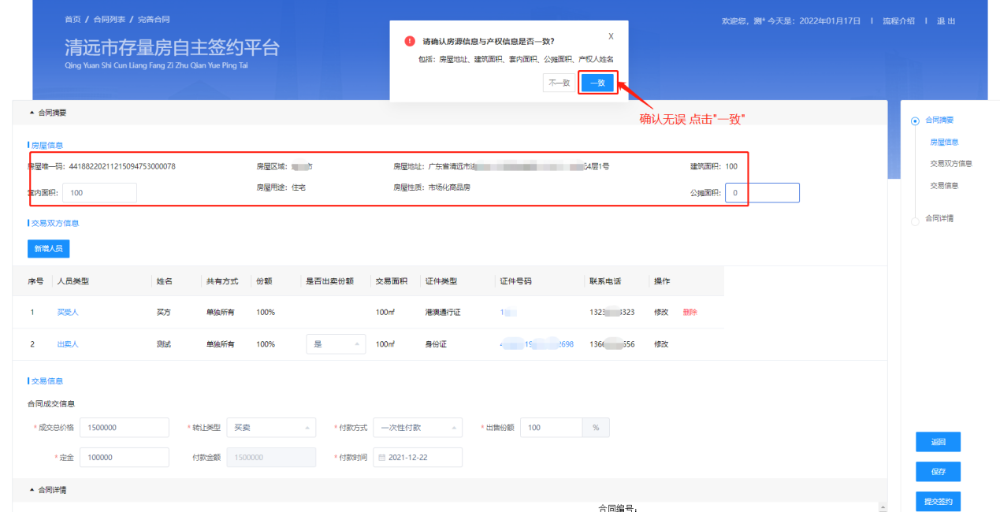 首页 / 合同列表 / 完善合同
欢迎您，测* 今天是：2022年01月17日 | 流程介绍 | 退 出
清远市存量房自主签约平台
Qing Yuan Shi Cun Liang Fang Zi Zhu Qian Yue Ping Tai
请确认房源信息与产权信息是否一致? X
包括：房屋地址、建筑面积、套内面积、公摊面积、产权人姓名
不一致 一致
确认无误 点击"一致"
合同摘要
房屋信息
房屋唯一码: 44188220211215094753000078 房屋区域: 房屋地址: 广东省清远市 64层1号 建筑面积: 100
套内面积: 100 房屋用途: 住宅 房屋性质: 市场化商品房 公摊面积: 0
交易双方信息
新增人员
序号 人员类型 姓名 共有方式 份额 是否出卖份额 交易面积 证件类型 证件号码 联系电话 操作
1 买受人 买方 单独所有 100% 100㎡ 港澳通行证 1 1323 3323 修改 删除
2 出卖人 测试 单独所有 100% 是 100㎡ 身份证 4 19 2698 1366 556 修改
交易信息
合同成交信息
* 成交总价格 1500000 * 转让类型 买卖 * 付款方式 一次性付款 * 出售份额 100 %
* 定金 100000 付款金额 1500000 * 付款时间 2021-12-22
合同详情
合同编号:
合同摘要
房屋信息
交易双方信息
交易信息
合同详情
返回
保存
提交签约